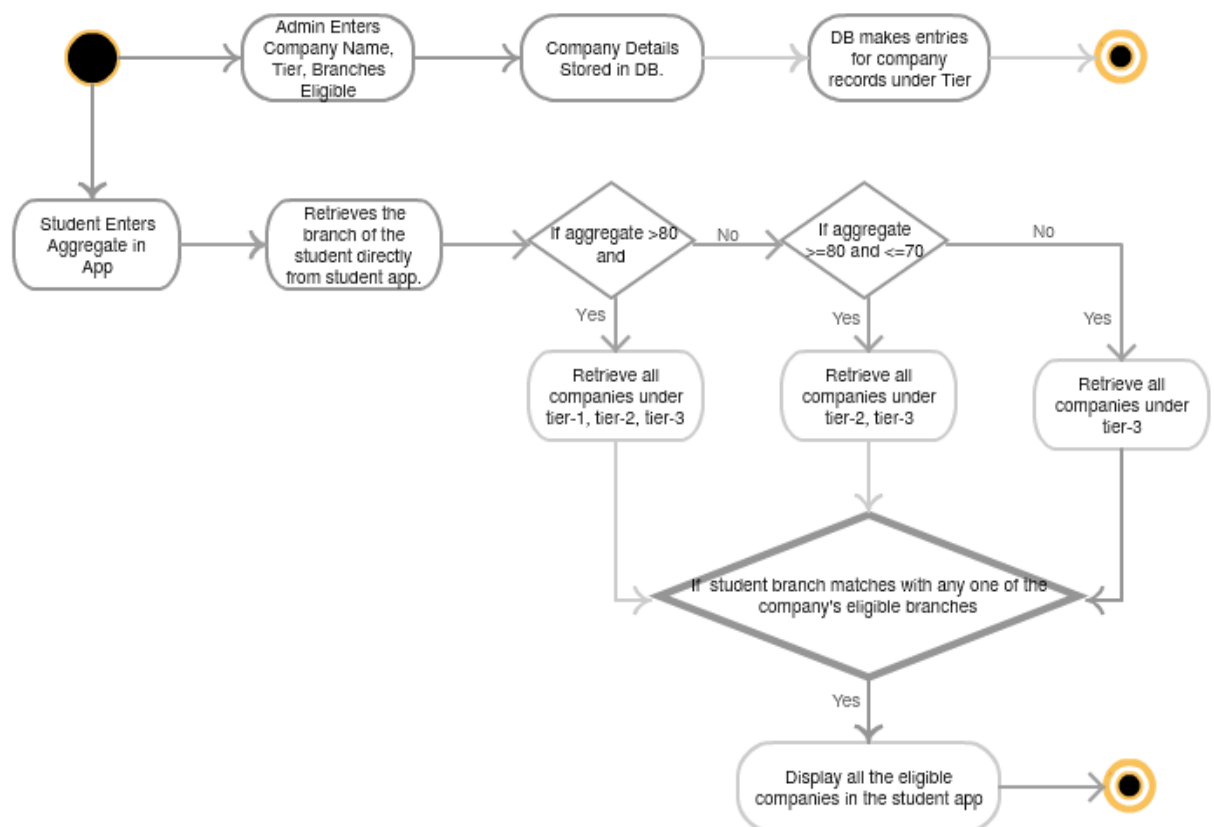 Admin Enters
Company Name,
Tier, Branches
Eligible
Company Details
Stored in DB.
DB makes entries
for company
records under Tier
Student Enters
Aggregate in
App
Retrieves the
branch of the
student directly
from student app.
If aggregate >80
and
No
If aggregate
>=80 and <=70
No
Yes
Yes
Yes
Retrieve all
companies under
tier-1, tier-2, tier-3
Retrieve all
companies under
tier-2, tier-3
Retrieve all
companies under
tier-3
If student branch matches with any one of the
company's eligible branches
Yes
Display all the eligible
companies in the student app